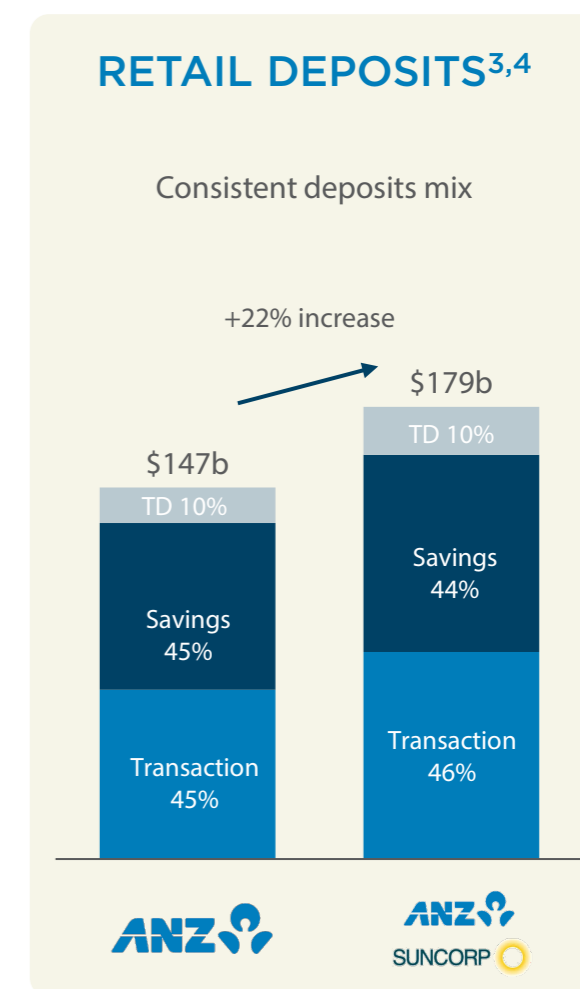 RETAIL DEPOSITS3,4
Consistent deposits mix
+22% increase
$179b
TD 10%
$147b
TD 10%
Savings
44%
Savings
45%
Transaction
46%
Transaction
45%
ANZ
ANZ
SUNCORP